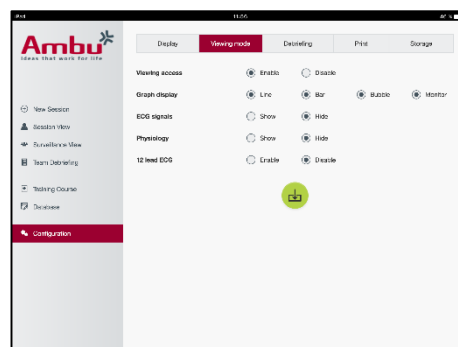 iPad 11:56
Ambu
Ideas that work for life
Display Viewing mode Debriefing Print Storage
Viewing access Enable Disable
Graph display Line Bar Bubble Monitor
ECG signals Show Hide
Physiology Show Hide
12 lead ECG Enable Disable
New Session
Session View
Surveillance View
Team Debriefing
Training Course
Database
Configuration